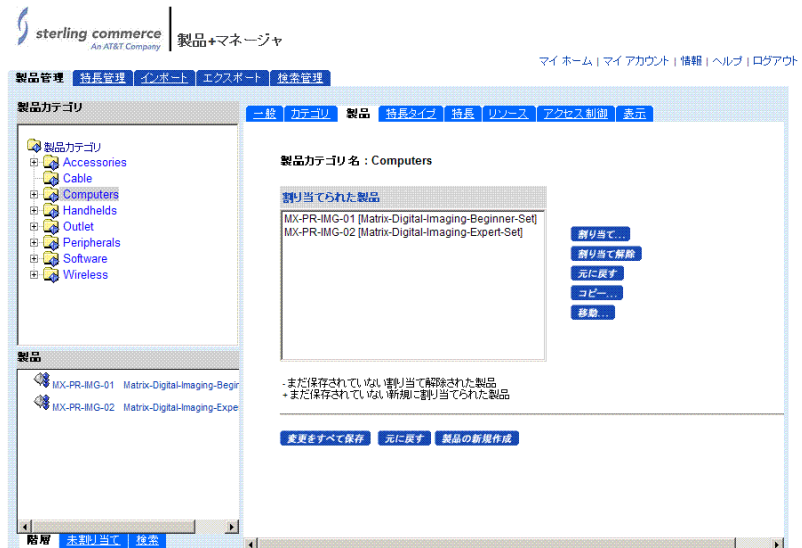 sterling commerce
An AT&T Company
製品+マネージャ
マイ ホーム | マイ アカウント | 情報 | ヘルプ | ログアウト
製品管理 特長管理 インポート エクスポート 検索管理
製品カテゴリ
一般 カテゴリ 製品 特長タイプ 特長 リソース アクセス制御 表示
製品カテゴリ
Accessories
Cable
Computers
Handhelds
Outlet
Peripherals
Software
Wireless
製品カテゴリ名 : Computers
割り当てられた製品
MX-PR-IMG-01 [Matrix-Digital-Imaging-Beginner-Set]
MX-PR-IMG-02 [Matrix-Digital-Imaging-Expert-Set]
割り当て...
割り当て解除
元に戻す
コピー...
移動...
- まだ保存されていない割り当て解除された製品
+ まだ保存されていない新規に割り当てられた製品
変更をすべて保存 元に戻す 製品の新規作成
製品
MX-PR-IMG-01 Matrix-Digital-Imaging-Begir
MX-PR-IMG-02 Matrix-Digital-Imaging-Expe
階層 未割り当て 検索